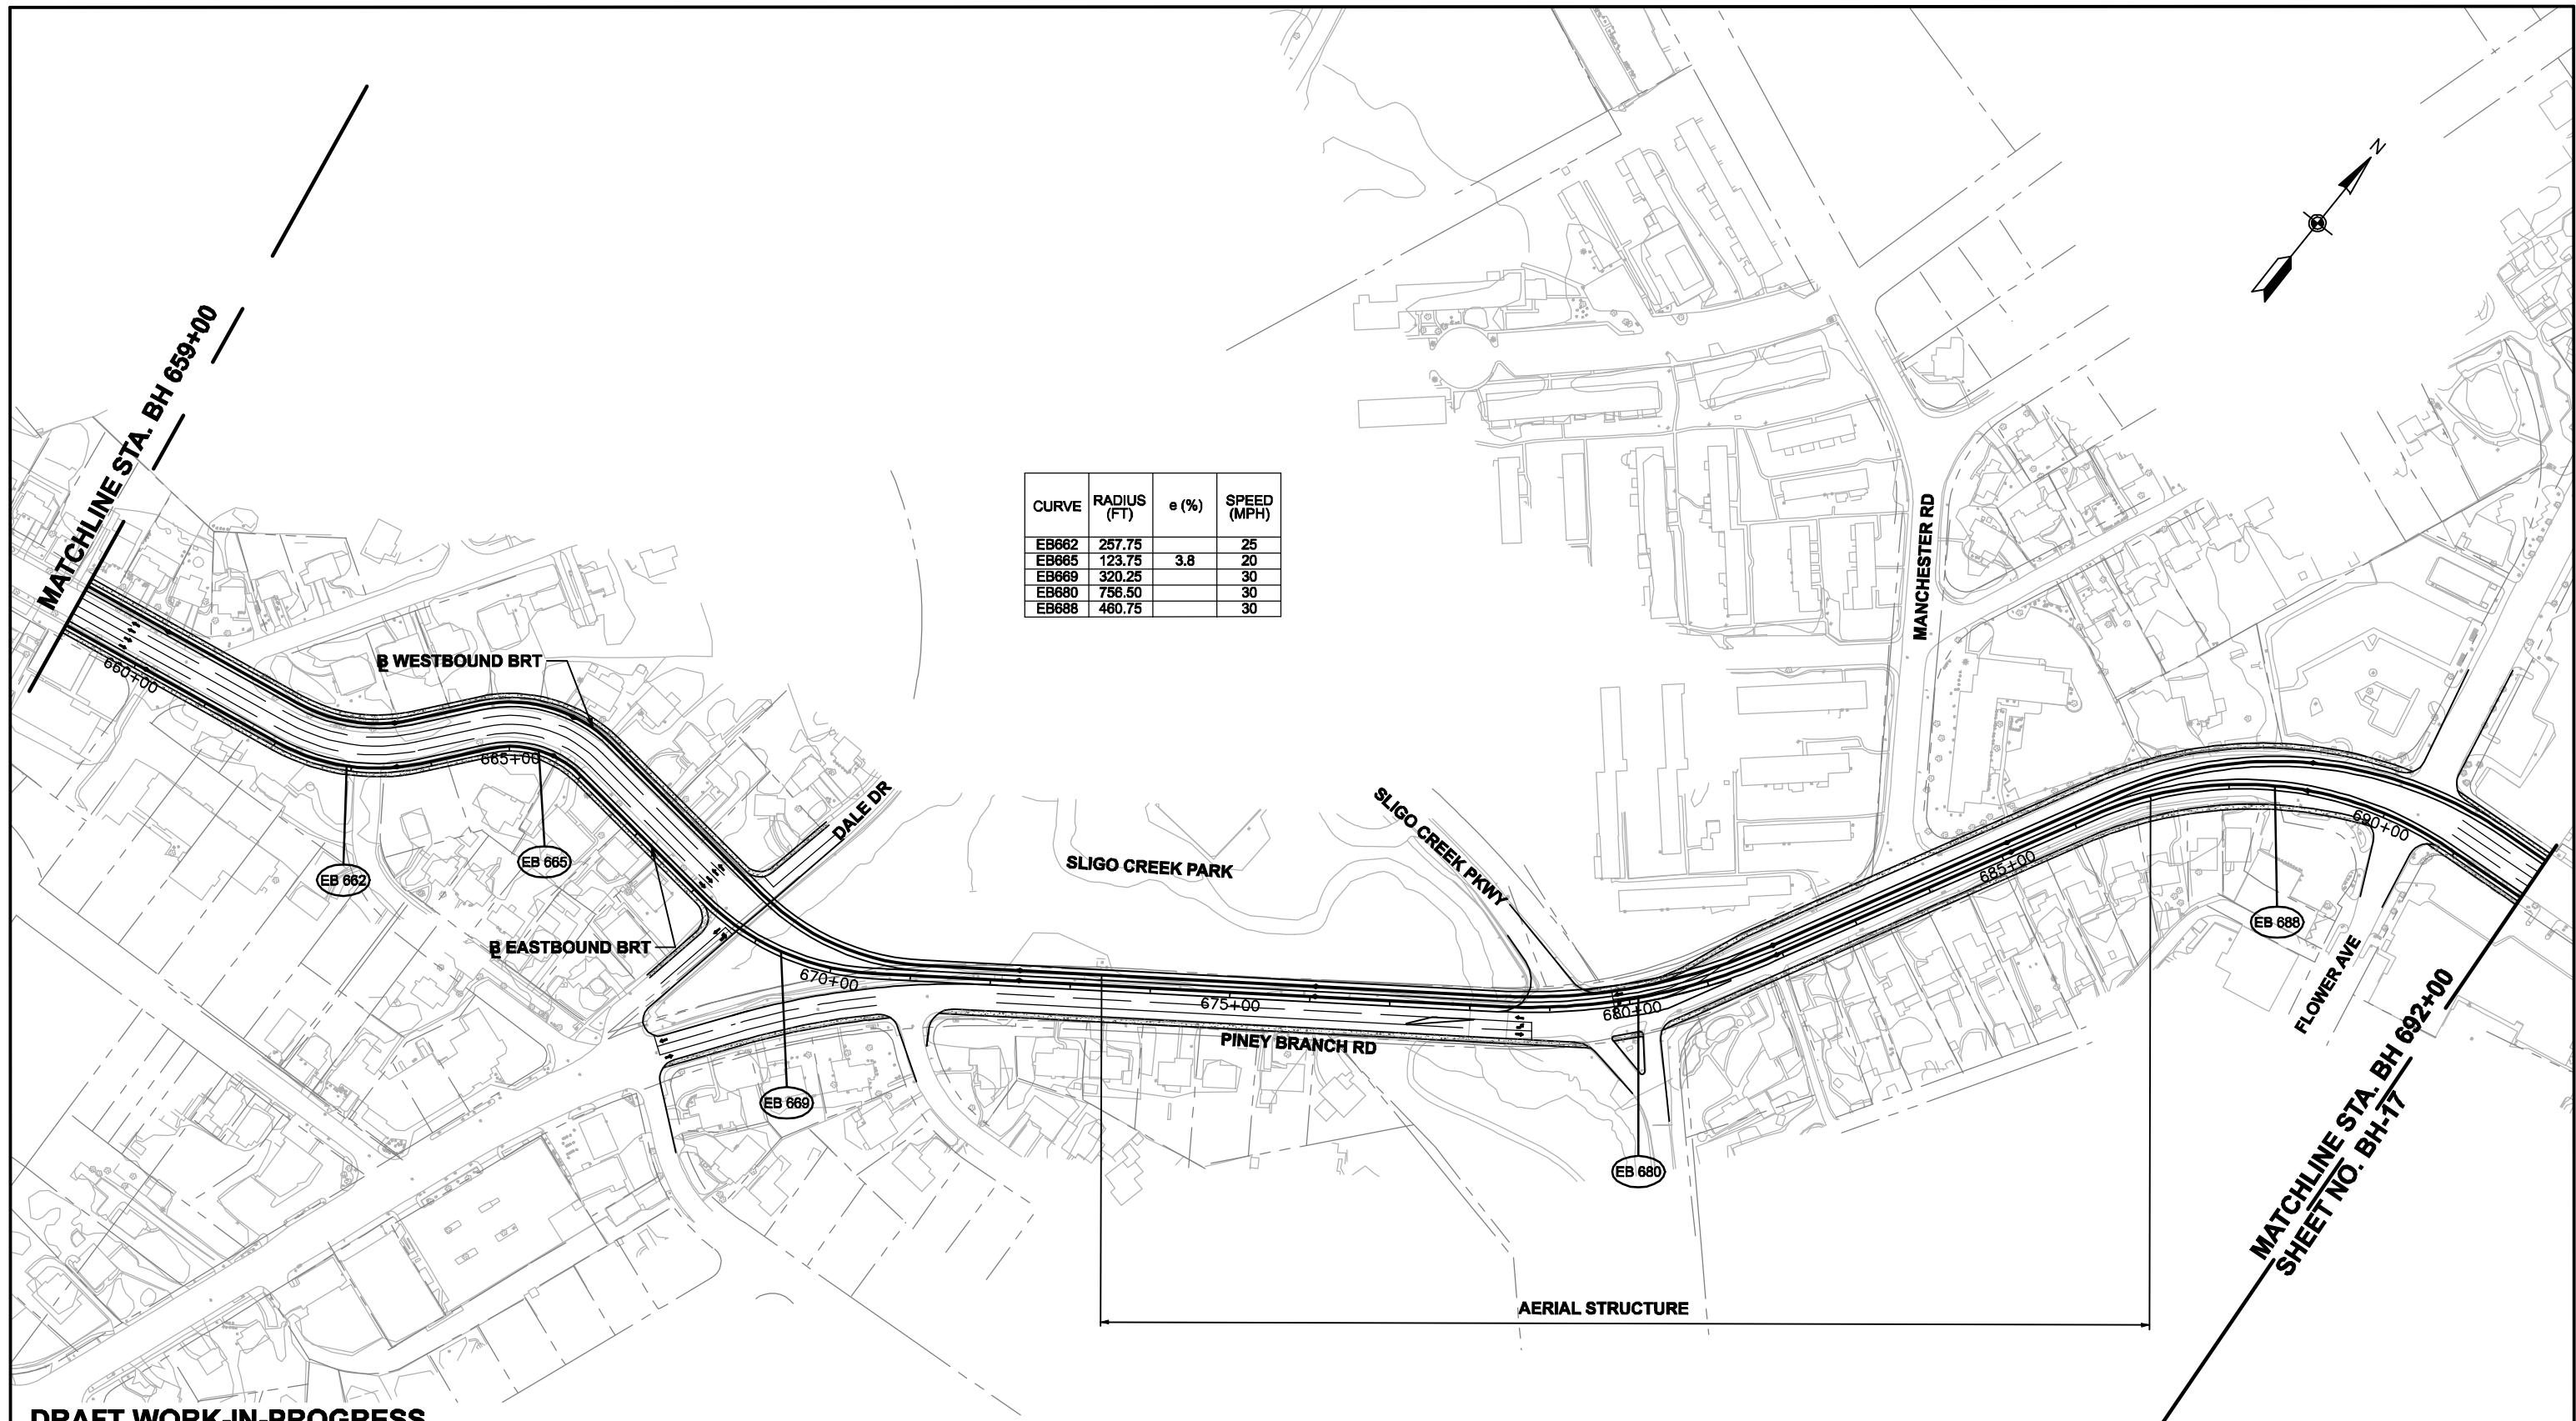 N
MATCHLINE STA. BH 659+00
CURVE RADIUS (FT) e (%) SPEED (MPH)
EB662 257.75 25
EB665 123.75 3.8 20
EB669 320.25 30
EB680 756.50 30
EB688 460.75 30
MANCHESTER RD
660+00
WESTBOUND BRT
665+00
DALE DR
SLIGO CREEK PKWY
SLIGO CREEK PARK
EB 662
EB 665
EASTBOUND BRT
670+00
675+00
680+00
685+00
690+00
EB 688
FLOWER AVE
PINEY BRANCH RD
EB 669
EB 680
MATCHLINE STA. BH 692+00
SHEET NO. BH-17
AERIAL STRUCTURE
DRAFT WORK-IN-PROGRESS